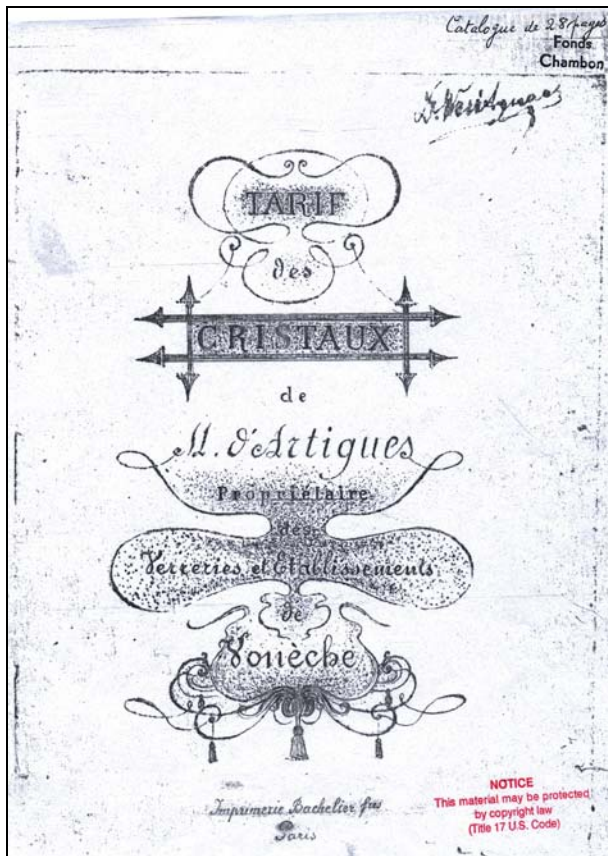 Catalogue de 28 pages
Fonds
Chambon
TARIF
des
CRISTAUX
de
M. d'Artigues
Propriétaire
des
Verreries et Etablissements
de
Vonèche
Imprimerie Bachelier fres
Paris
NOTICE
This material may be protected
by copyright law
(Title 17 U.S. Code)